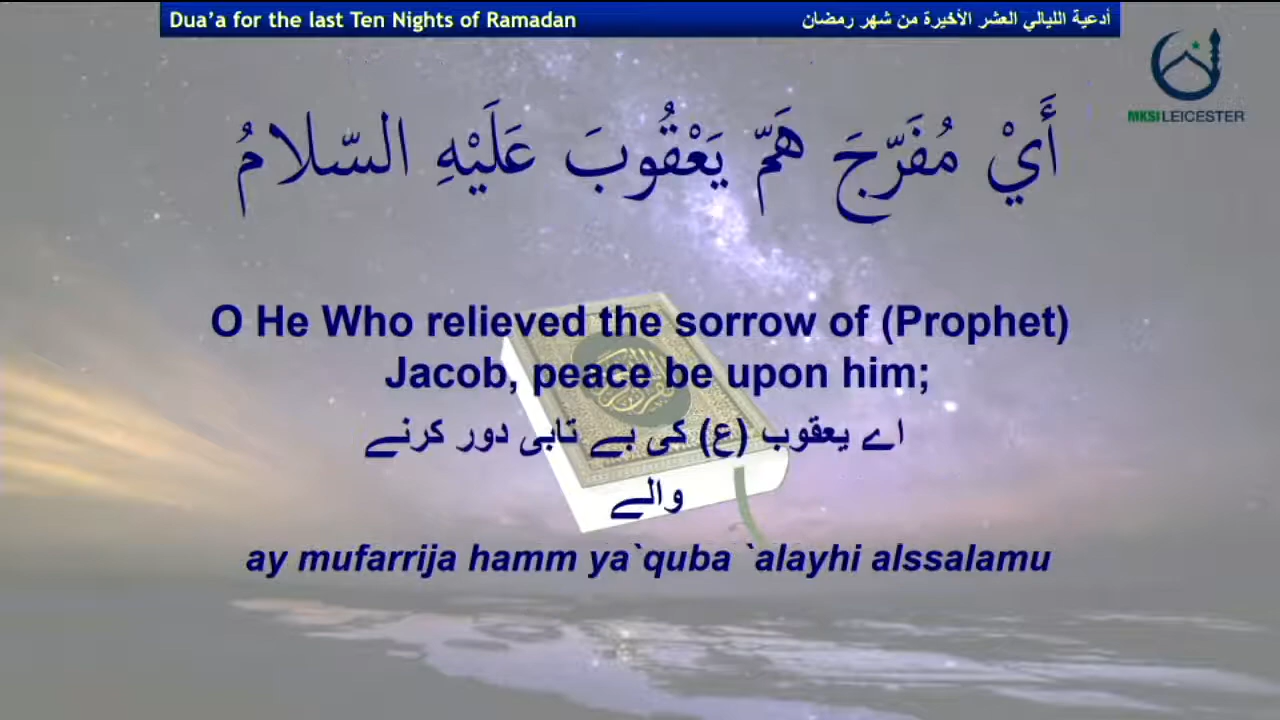 Dua’a for the last Ten Nights of Ramadan
أدعية الليالي العشر الأخيرة من شهر رمضان
MKSI LEICESTER
أَيْ مُفَرِّجَ هَمِّ يَعْقُوبَ عَلَيْهِ السّلامُ
O He Who relieved the sorrow of (Prophet)
Jacob, peace be upon him;
اے یعقوب (ع) کی بے تابی دور کرنے
والے
ay mufarrija hamm ya`quba `alayhi alssalamu